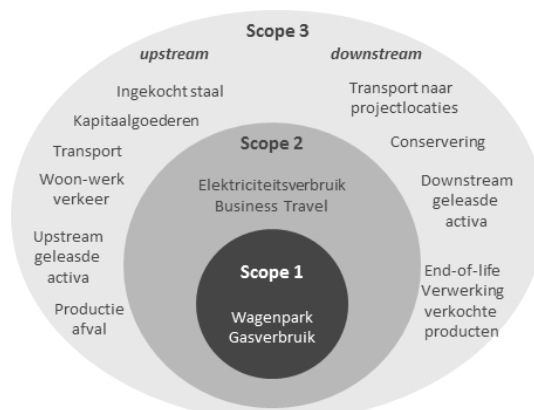 Scope 3
upstream
downstream
Ingekocht staal
Kapitaalgoederen
Transport
Woon-werk
verkeer
Upstream
geleasde
activa
Productie
afval
Scope 2
Elektriciteitsverbruik
Business Travel
Scope 1
Wagenpark
Gasverbruik
Transport naar
projectlocaties
Conservering
Downstream
geleasde
activa
End-of-life
Verwerking
verkochte
producten